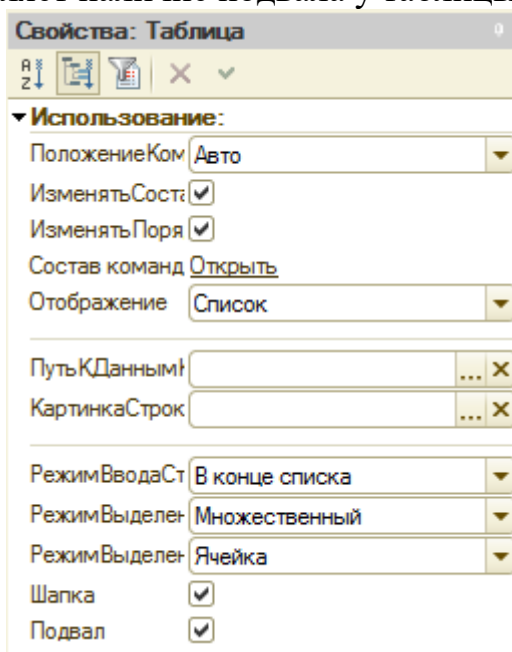 Свойства: Таблица
Использование:
ПоложениеКом Авто
ИзменятьСоста
ИзменятьПоря
Состав команд Открыть
Отображение Список
ПутьКДанным
КартинкаСтрок
РежимВводаСт В конце списка
РежимВыделен Множественный
РежимВыделен Ячейка
Шапка
Подвал